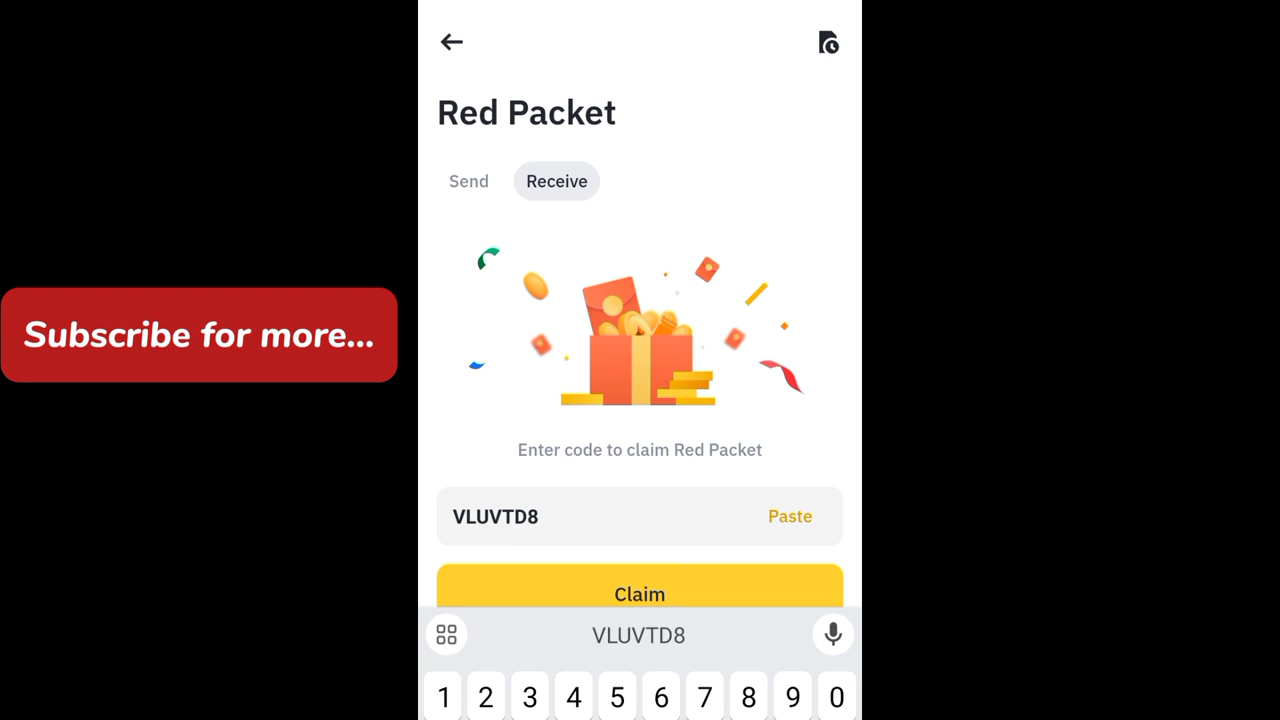 Red Packet
Send Receive
Subscribe for more...
Enter code to claim Red Packet
VLUVTD8 Paste
Claim
VLUVTD8
1 2 3 4 5 6 7 8 9 0